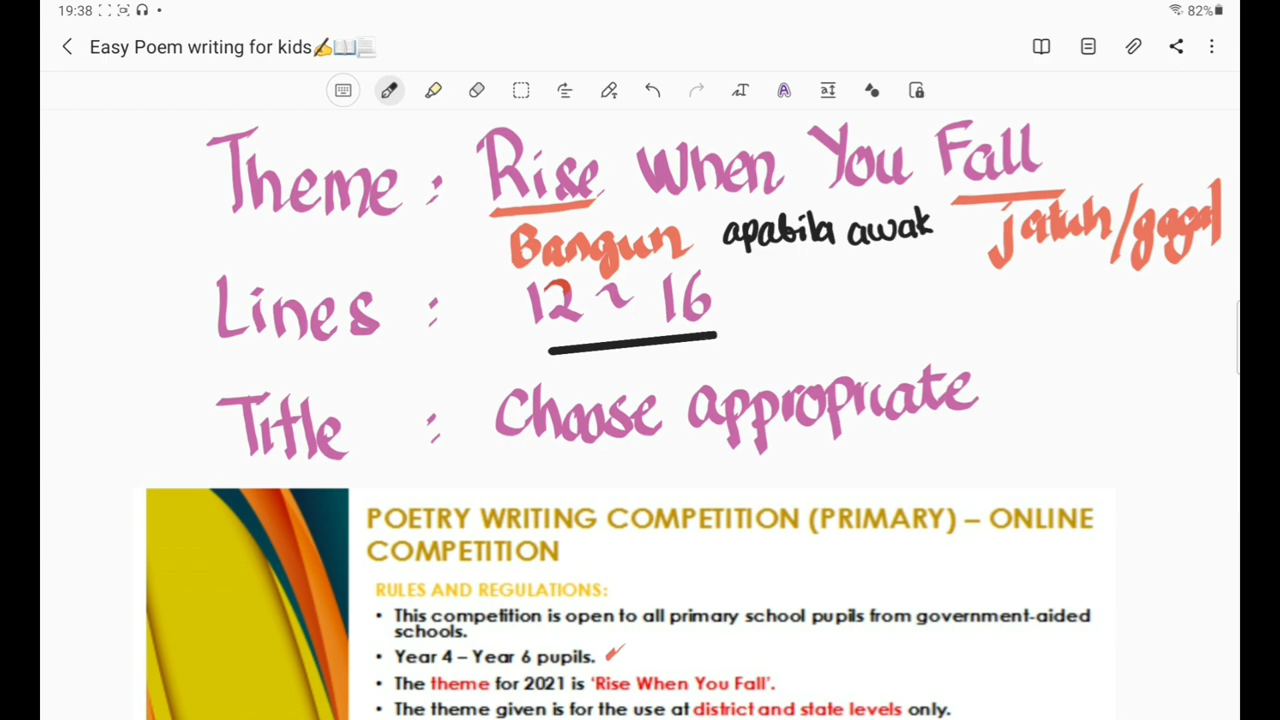 19:38
82%
Easy Poem writing for kids✍️📖📃
Theme : Rise When You Fall
Bangun apabila awak jatuh/gagal
Lines : 12 ~ 16
Title : Choose appropriate
POETRY WRITING COMPETITION (PRIMARY) – ONLINE
COMPETITION
RULES AND REGULATIONS:
• This competition is open to all primary school pupils from government-aided
schools.
• Year 4 – Year 6 pupils. ✓
• The theme for 2021 is ‘Rise When You Fall’.
• The theme given is for the use at district and state levels only.